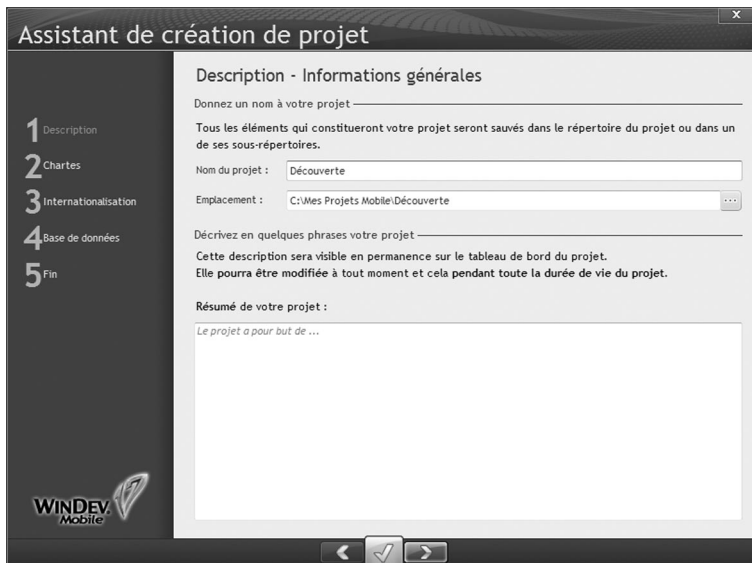 Assistant de création de projet
x
1 Description
2 Chartes
3 Internationalisation
4 Base de données
5 Fin
Description - Informations générales
Donnez un nom à votre projet
Tous les éléments qui constitueront votre projet seront sauvés dans le répertoire du projet ou dans un
de ses sous-répertoires.
Nom du projet : Découverte
Emplacement : C:\Mes Projets Mobile\Découverte ...
Décrivez en quelques phrases votre projet
Cette description sera visible en permanence sur le tableau de bord du projet.
Elle pourra être modifiée à tout moment et cela pendant toute la durée de vie du projet.
Résumé de votre projet :
Le projet a pour but de ...
WINDEV.
Mobile